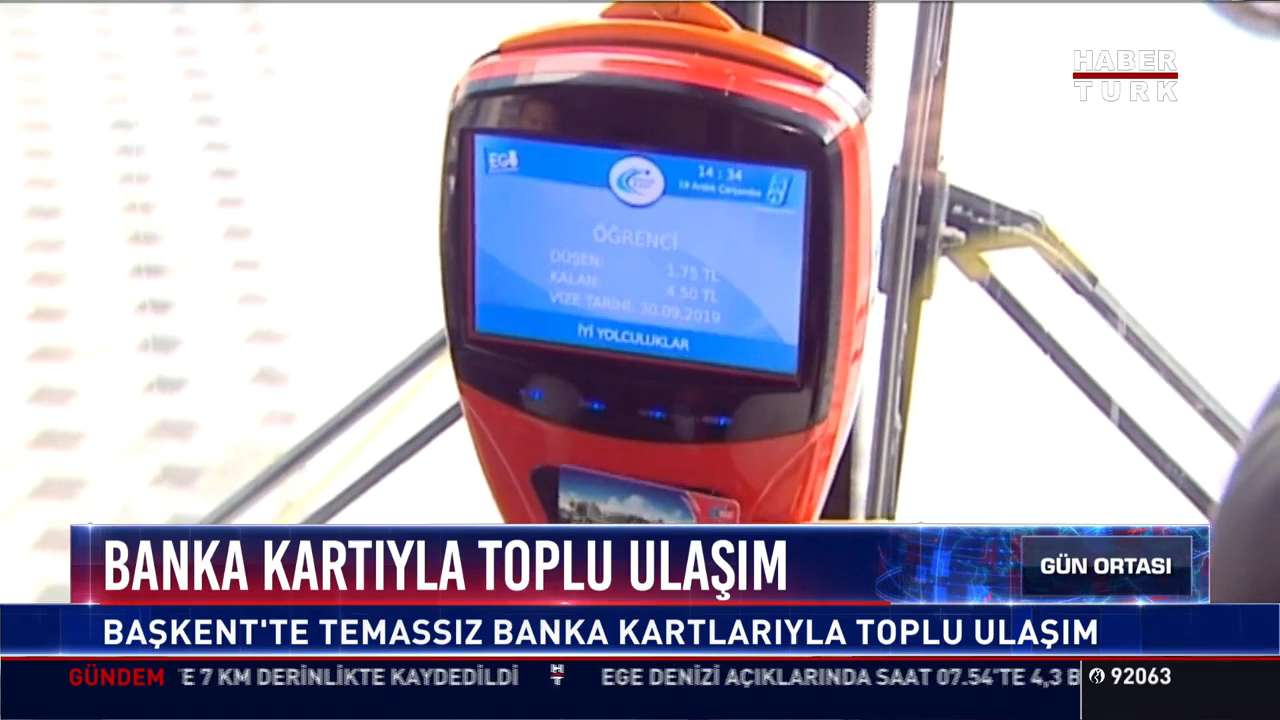 HABER
TURK
EGO
14 : 34
19 Aralık Çarşamba
ÖĞRENCİ
DÜŞEN: 1.75 TL
KALAN: 4.50 TL
VİZE TARİHİ: 30.09.2019
İYİ YOLCULUKLAR
BANKA KARTIYLA TOPLU ULAŞIM
GÜN ORTASI
BAŞKENT'TE TEMASSIZ BANKA KARTLARIYLA TOPLU ULAŞIM
GÜNDEM E 7 KM DERİNLİKTE KAYDEDİLDİ HT EGE DENİZİ AÇIKLARINDA SAAT 07.54'TE 4,3 B 92063